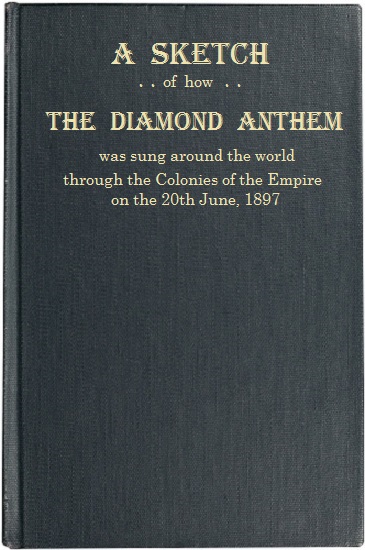 A SKETCH
. . of how . .
THE DIAMOND ANTHEM
was sung around the world
through the Colonies of the Empire
on the 20th June, 1897